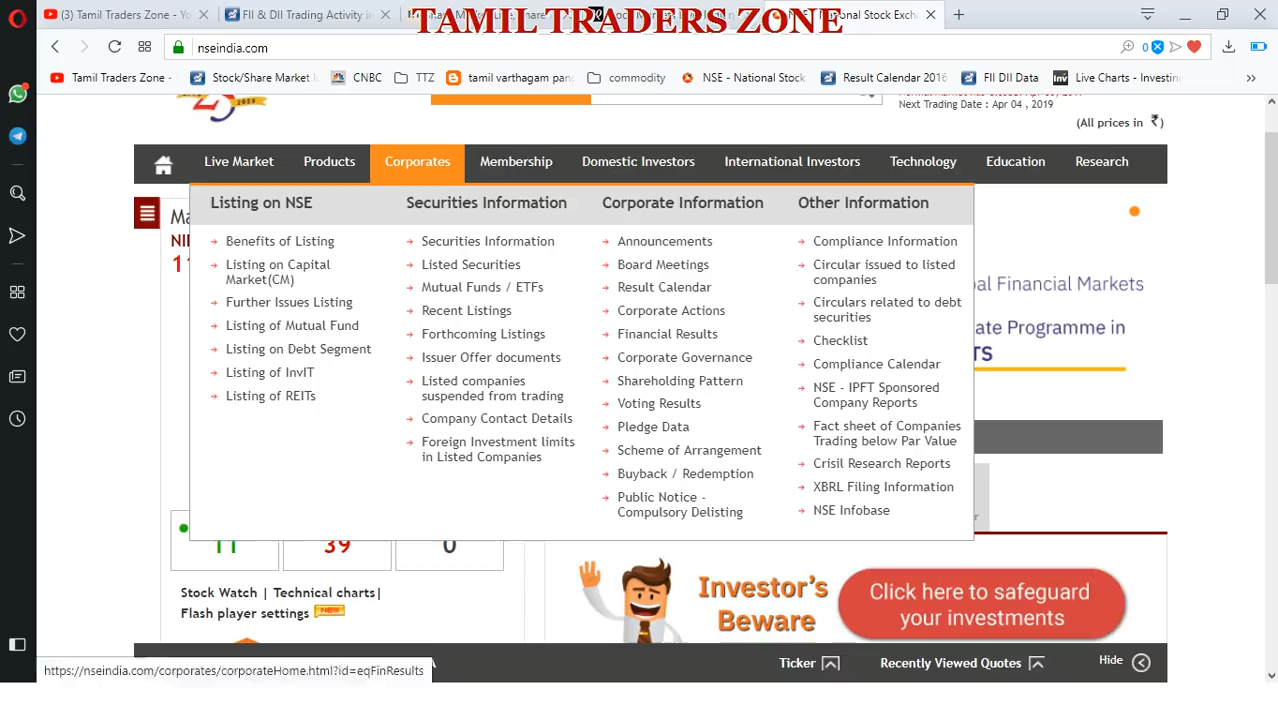 TAMIL TRADERS ZONE
(3) Tamil Traders Zone - Yo
FII & DII Trading Activity in
National Stock Exch
nseindia.com
0
Tamil Traders Zone -
Stock/Share Market
CNBC
TTZ
tamil varthagam pan
commodity
NSE - National Stock
Result Calendar 2016
FII DII Data
Inv
Live Charts - Investin
2019
Next Trading Date : Apr 04 , 2019
(All prices in ₹)
Live Market
Products
Corporates
Membership
Domestic Investors
International Investors
Technology
Education
Research
Listing on NSE
Benefits of Listing
Listing on Capital
Market(CM)
Further Issues Listing
Listing of Mutual Fund
Listing on Debt Segment
Listing of InvIT
Listing of REITs
Securities Information
Securities Information
Listed Securities
Mutual Funds / ETFs
Recent Listings
Forthcoming Listings
Issuer Offer documents
Listed companies
suspended from trading
Company Contact Details
Foreign Investment limits
in Listed Companies
Corporate Information
Announcements
Board Meetings
Result Calendar
Corporate Actions
Financial Results
Corporate Governance
Shareholding Pattern
Voting Results
Pledge Data
Scheme of Arrangement
Buyback / Redemption
Public Notice -
Compulsory Delisting
Other Information
Compliance Information
Circular issued to listed
companies
Circulars related to debt
securities
Checklist
Compliance Calendar
NSE - IPFT Sponsored
Company Reports
Fact sheet of Companies
Trading below Par Value
Crisil Research Reports
XBRL Filing Information
NSE Infobase
Ma
NI
11
al Financial Markets
ate Programme in
TS
11
39
0
Stock Watch | Technical charts|
Flash player settings NEW
Investor's
Beware
Click here to safeguard
your investments
Ticker
Recently Viewed Quotes
Hide
https://nseindia.com/corporates/corporateHome.html?id=eqFinResults